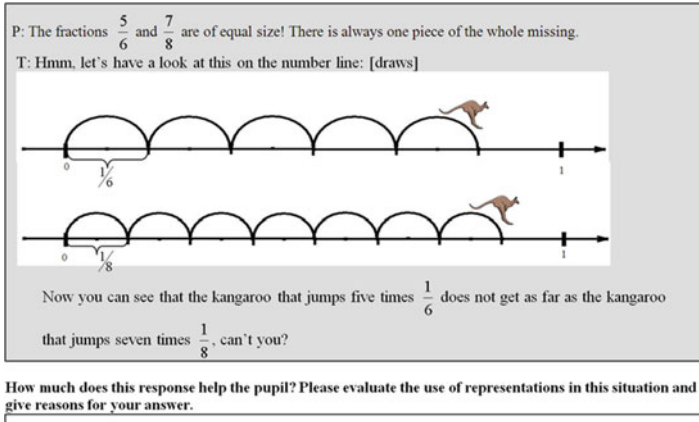 P: The fractions 5/6 and 7/8 are of equal size! There is always one piece of the whole missing.
T: Hmm, let's have a look at this on the number line: [draws]
0 1/6 1
0 1/8 1
Now you can see that the kangaroo that jumps five times 1/6 does not get as far as the kangaroo
that jumps seven times 1/8, can't you?
How much does this response help the pupil? Please evaluate the use of representations in this situation and
give reasons for your answer.